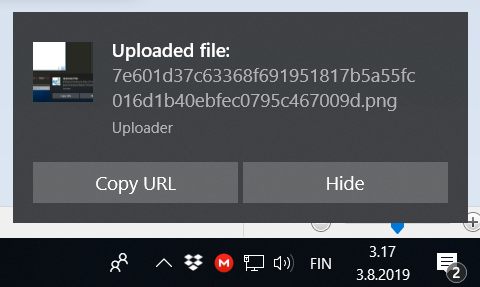 Uploaded file:
7e601d37c63368f691951817b5a55fc
016d1b40ebfec0795c467009d.png
Uploader
Copy URL
Hide
M
FIN
3.17
3.8.2019
2